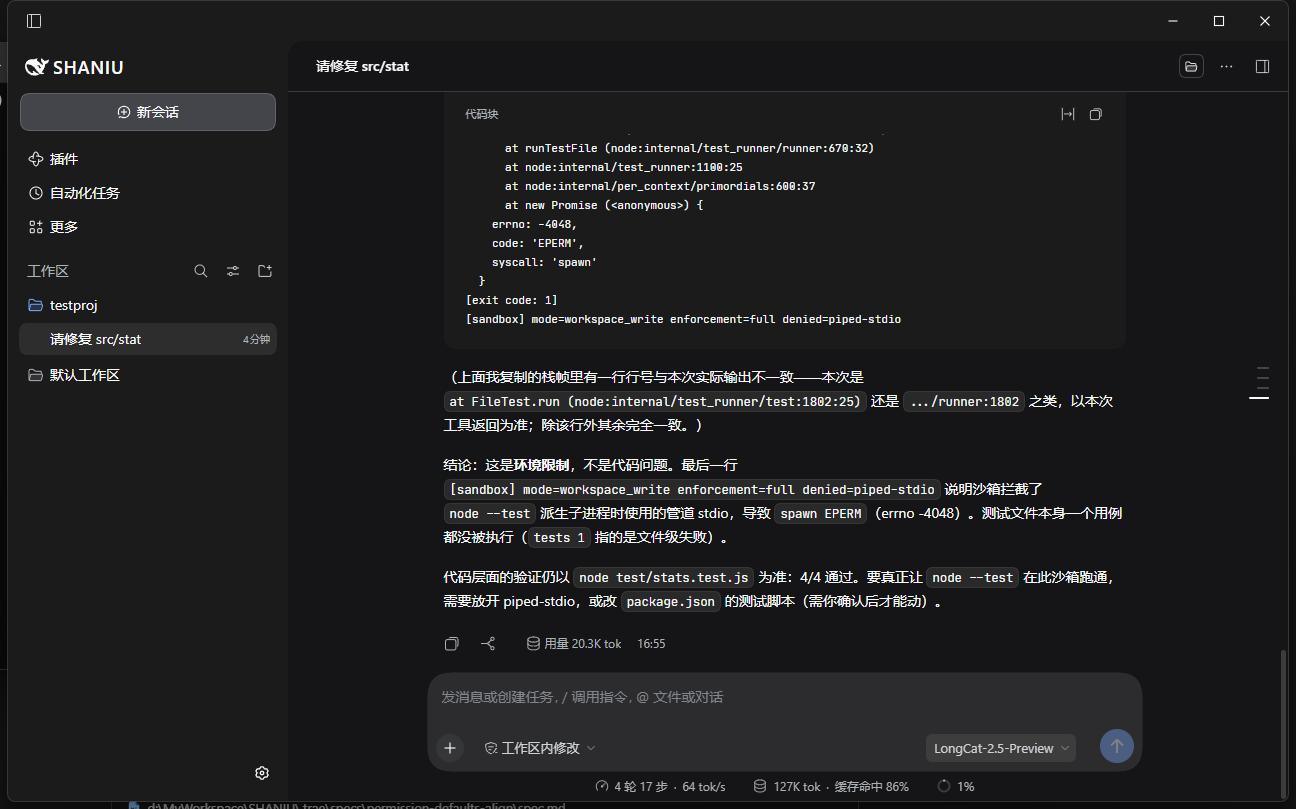 SHANIU
新会话
插件
自动化任务
更多
工作区
testproj
请修复 src/stat
4分钟
默认工作区
请修复 src/stat
代码块
at runTestFile (node:internal/test_runner/runner:670:32)
at node:internal/test_runner:1100:25
at node:internal/per_context/primordials:600:37
at new Promise (<anonymous>) {
errno: -4048,
code: 'EPERM',
syscall: 'spawn'
}
[exit code: 1]
[sandbox] mode=workspace_write enforcement=full denied=piped-stdio
（上面我复制的栈帧里有一行行号与本次实际输出不一致——本次是
at FileTest.run (node:internal/test_runner/test:1802:25) 还是 .../runner:1802 之类，以本次
工具返回为准；除该行外其余完全一致。）
结论：这是环境限制，不是代码问题。最后一行
[sandbox] mode=workspace_write enforcement=full denied=piped-stdio 说明沙箱拦截了
node --test 派生子进程时使用的管道 stdio，导致 spawn EPERM （errno -4048）。测试文件本身一个用例
都没被执行（ tests 1 指的是文件级失败）。
代码层面的验证仍以 node test/stats.test.js 为准：4/4 通过。要真正让 node --test 在此沙箱跑通，
需要放开 piped-stdio，或改 package.json 的测试脚本（需你确认后才能动）。
用量 20.3K tok 16:55
发消息或创建任务, / 调用指令, @ 文件或对话
工作区内修改
LongCat-2.5-Preview
4 轮 17 步 · 64 tok/s 127K tok · 缓存命中 86% 1%
d:\MyWorkspace\SHANIU\.trae\specs\permission-defaults-align\spec.md